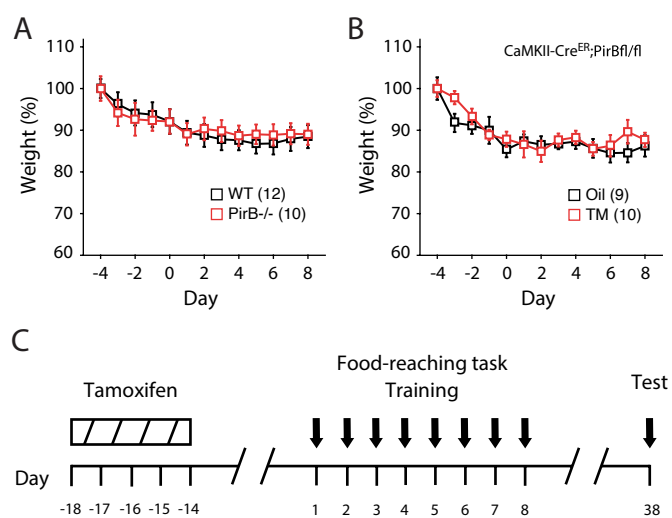 A
110
100
90
80
70
60
Weight (%)
WT (12)
PirB-/- (10)
-4 -2 0 2 4 6 8
Day
B
CaMKII-Cre^ER;PirBfl/fl
110
100
90
80
70
60
Weight (%)
Oil (9)
TM (10)
-4 -2 0 2 4 6 8
Day
C
Food-reaching task
Tamoxifen Training Test
Day
-18 -17 -16 -15 -14 1 2 3 4 5 6 7 8 38